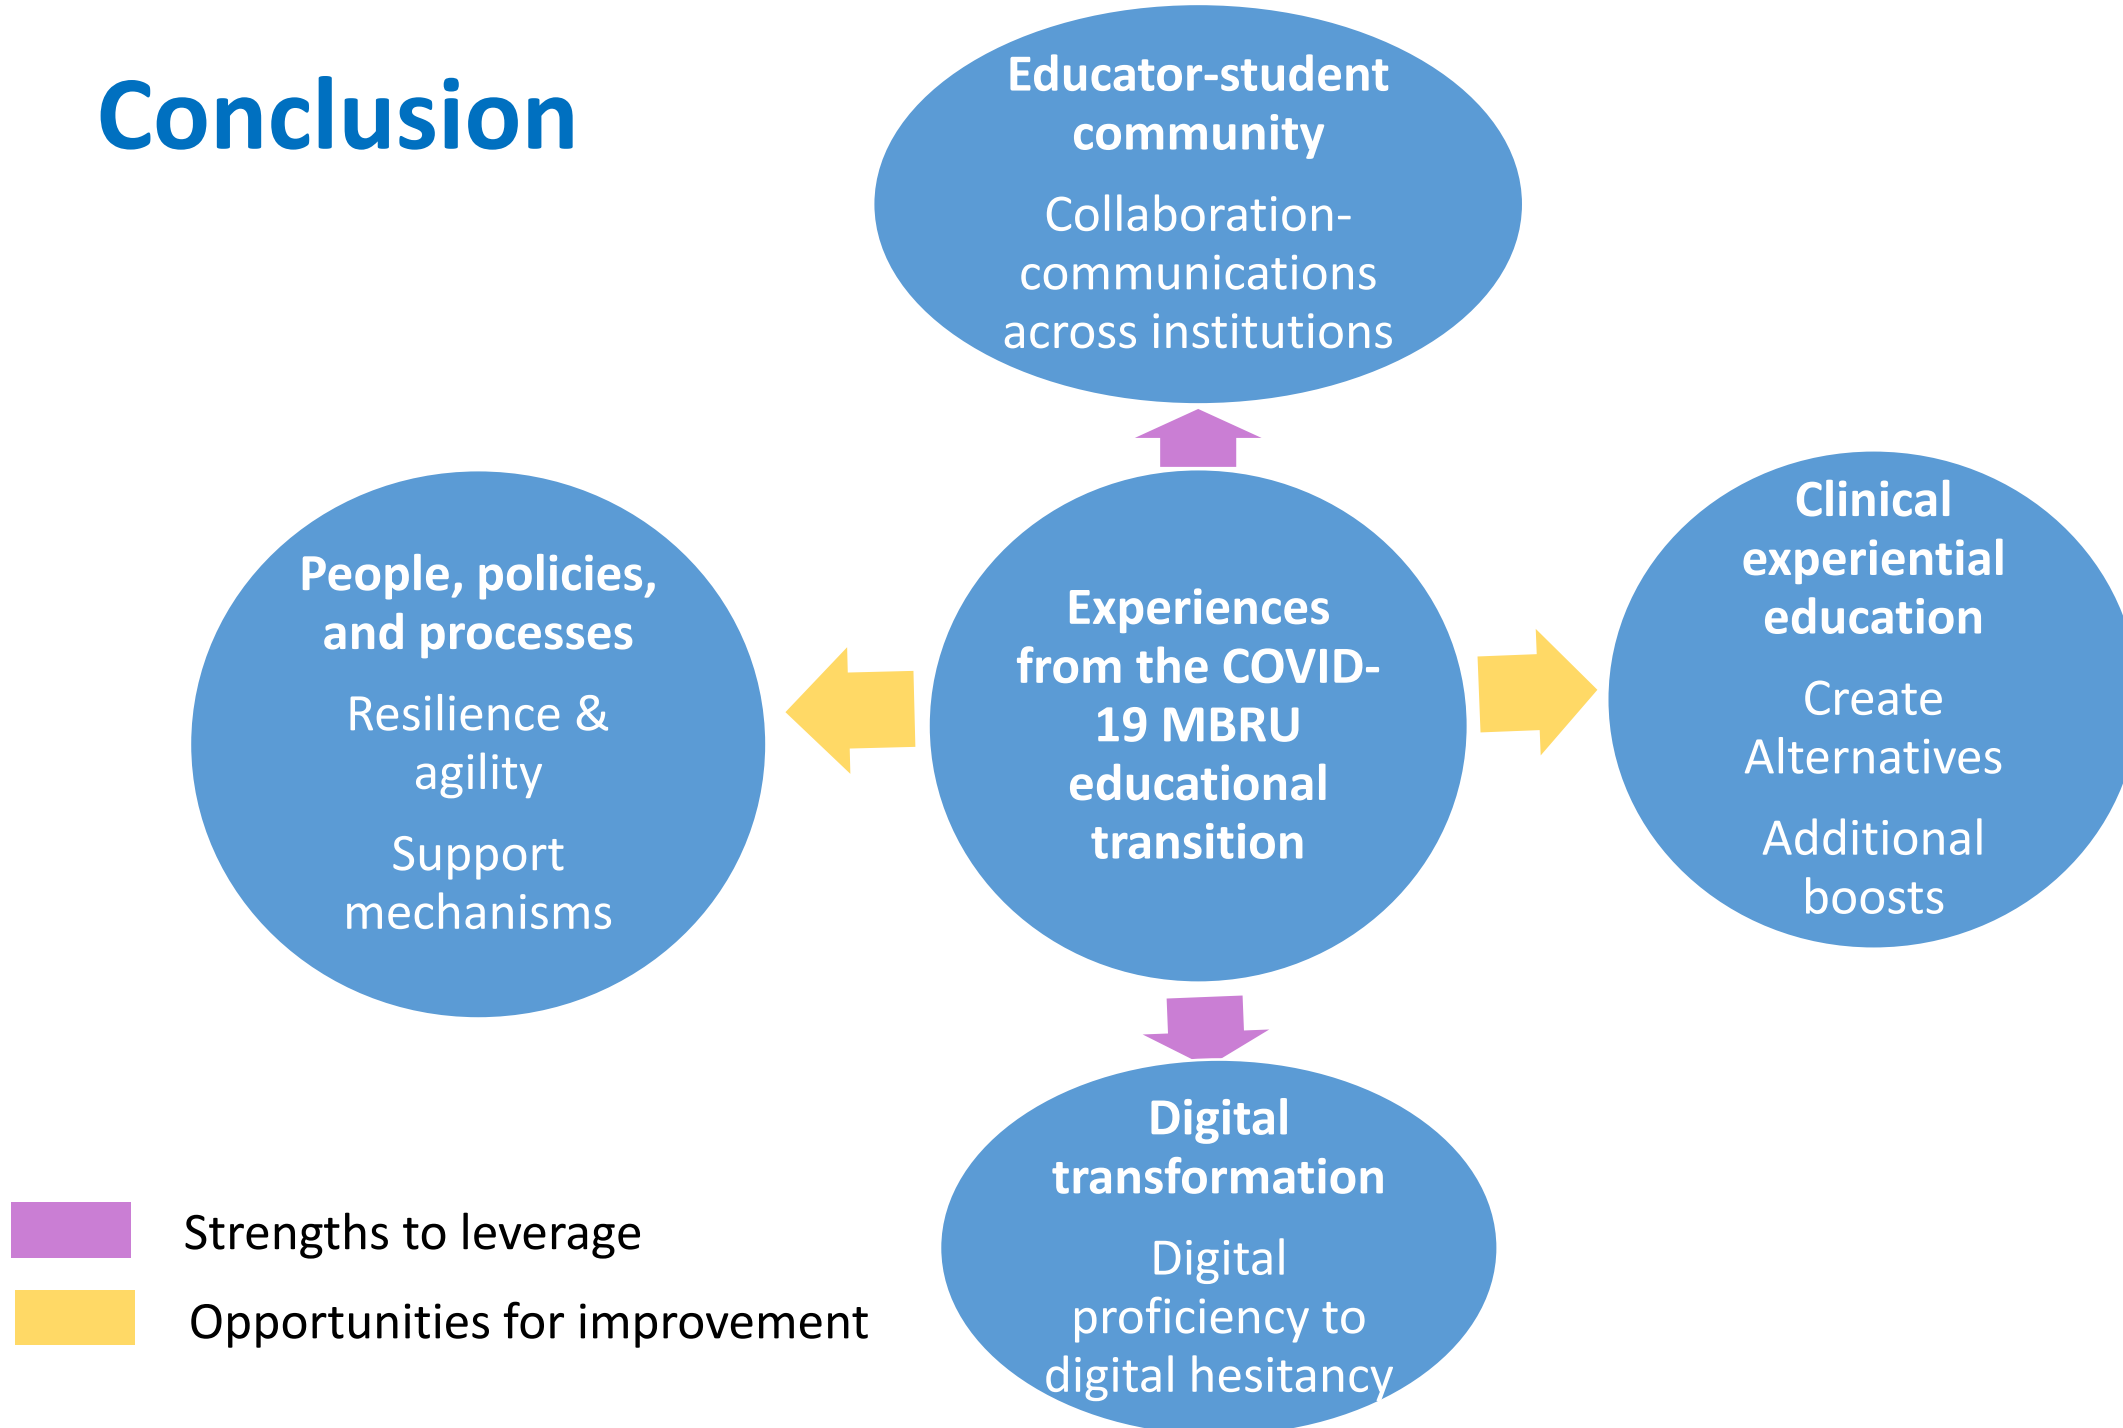 Conclusion
Educator-student
community
Collaboration-
communications
across institutions
People, policies,
and processes
Resilience &
agility
Support
mechanisms
Experiences
from the COVID-
19 MBRU
educational
transition
Clinical
experiential
education
Create
Alternatives
Additional
boosts
Digital
transformation
Digital
proficiency to
digital hesitancy
Strengths to leverage
Opportunities for improvement